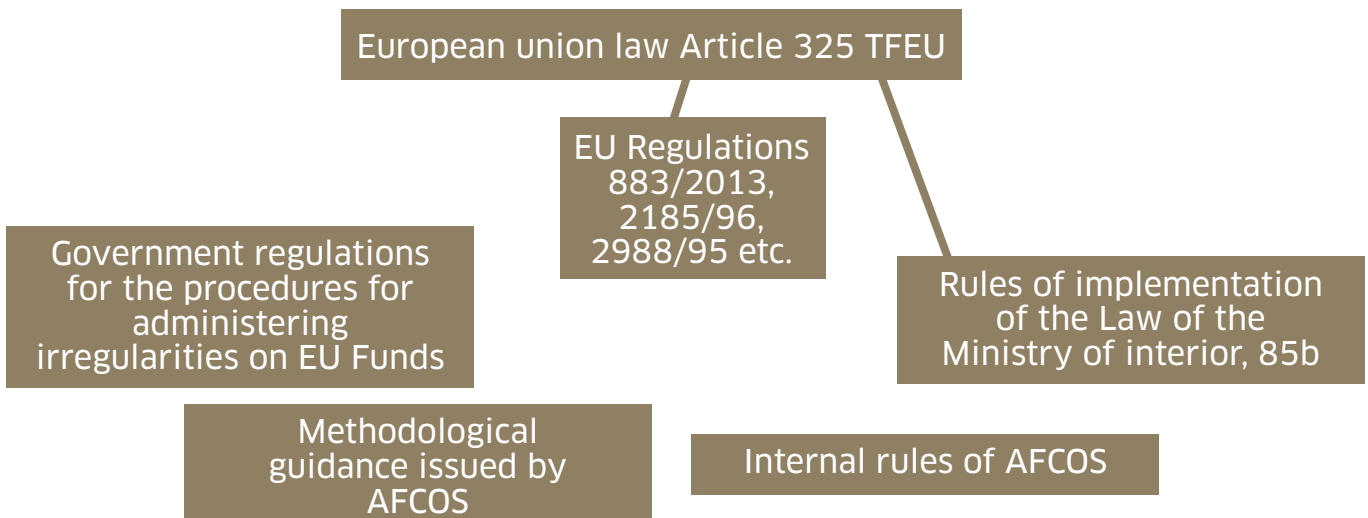 European union law Article 325 TFEU
EU Regulations
883/2013,
2185/96,
2988/95 etc.
Government regulations
for the procedures for
administering
irregularities on EU Funds
Rules of implementation
of the Law of the
Ministry of interior, 85b
Methodological
guidance issued by
AFCOS
Internal rules of AFCOS